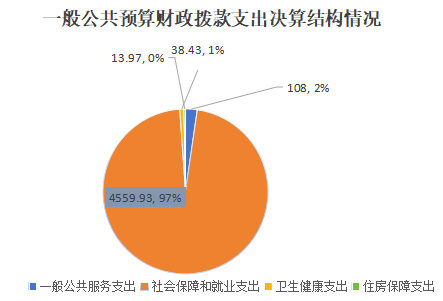 一般公共预算财政拨款支出决算结构情况
13.97, 0%
38.43, 1%
108, 2%
4559.93, 97%
一般公共服务支出 社会保障和就业支出 卫生健康支出 住房保障支出